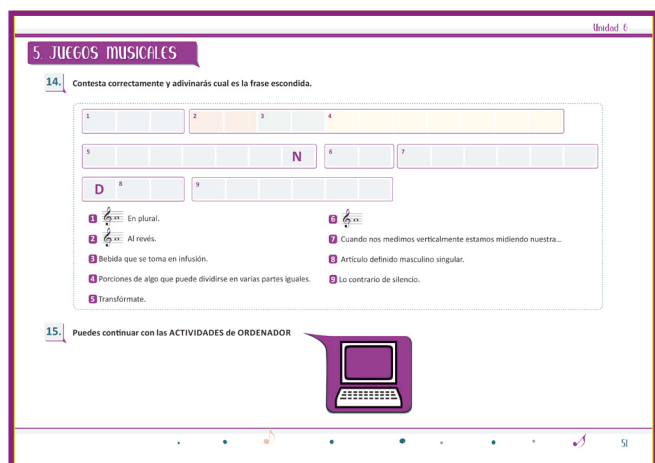 Unidad 6
5. JUEGOS MUSICALES
14. Contesta correctamente y adivinarás cual es la frase escondida.
1 2 3 4
5 N 6 7
D 8 9
1 En plural.
2 Al revés.
3 Bebida que se toma en infusión.
4 Porciones de algo que puede dividirse en varias partes iguales.
5 Transfórmate.
6
7 Cuando nos medimos verticalmente estamos midiendo nuestra...
8 Artículo definido masculino singular.
9 Lo contrario de silencio.
15. Puedes continuar con las ACTIVIDADES de ORDENADOR
51